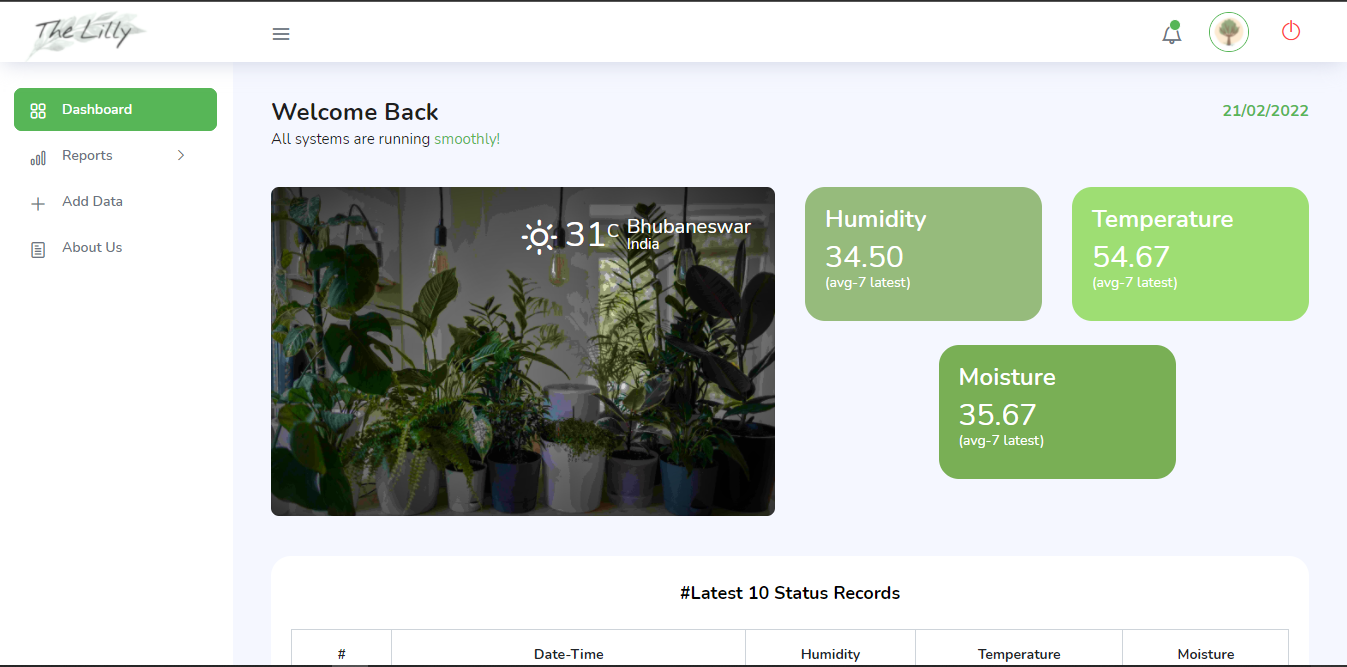 The Lilly
Dashboard
Reports
Add Data
About Us
Welcome Back
21/02/2022
All systems are running smoothly!
31C Bhubaneswar
India
Humidity
34.50
(avg-7 latest)
Temperature
54.67
(avg-7 latest)
Moisture
35.67
(avg-7 latest)
#Latest 10 Status Records
# Date-Time Humidity Temperature Moisture